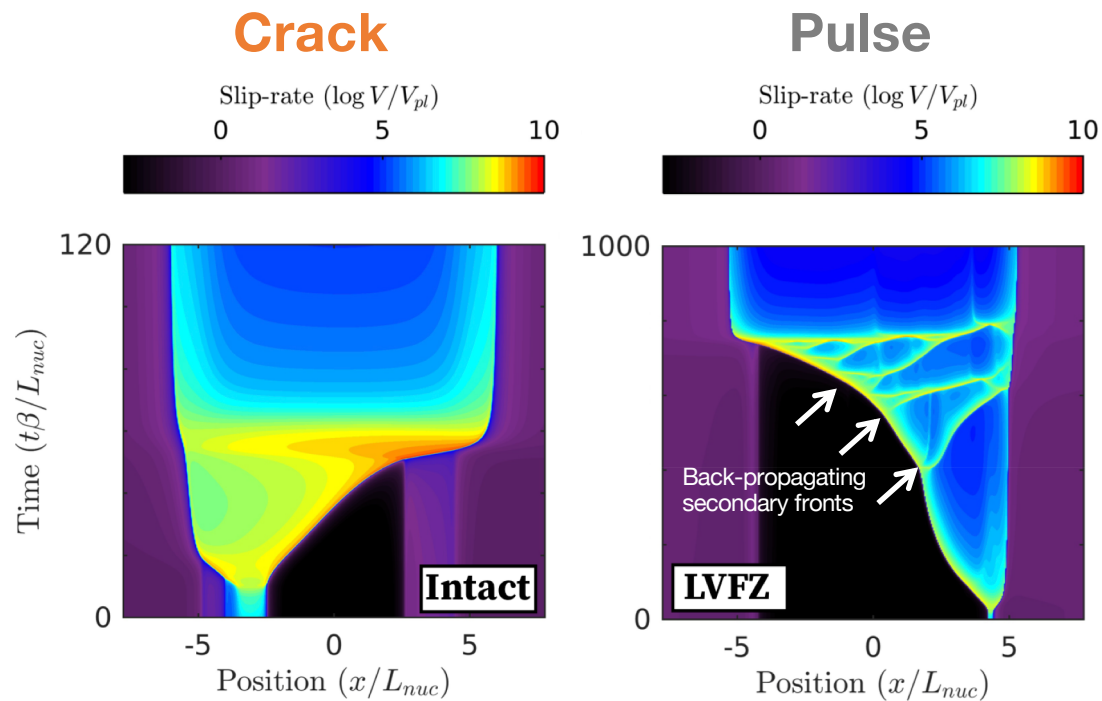 Crack
Slip-rate (log V/V_pl)
0 5 10
120
0
Time (tβ/L_nuc)
Intact
-5 0 5
Position (x/L_nuc)
Pulse
Slip-rate (log V/V_pl)
0 5 10
1000
0
Back-propagating
secondary fronts
LVFZ
-5 0 5
Position (x/L_nuc)